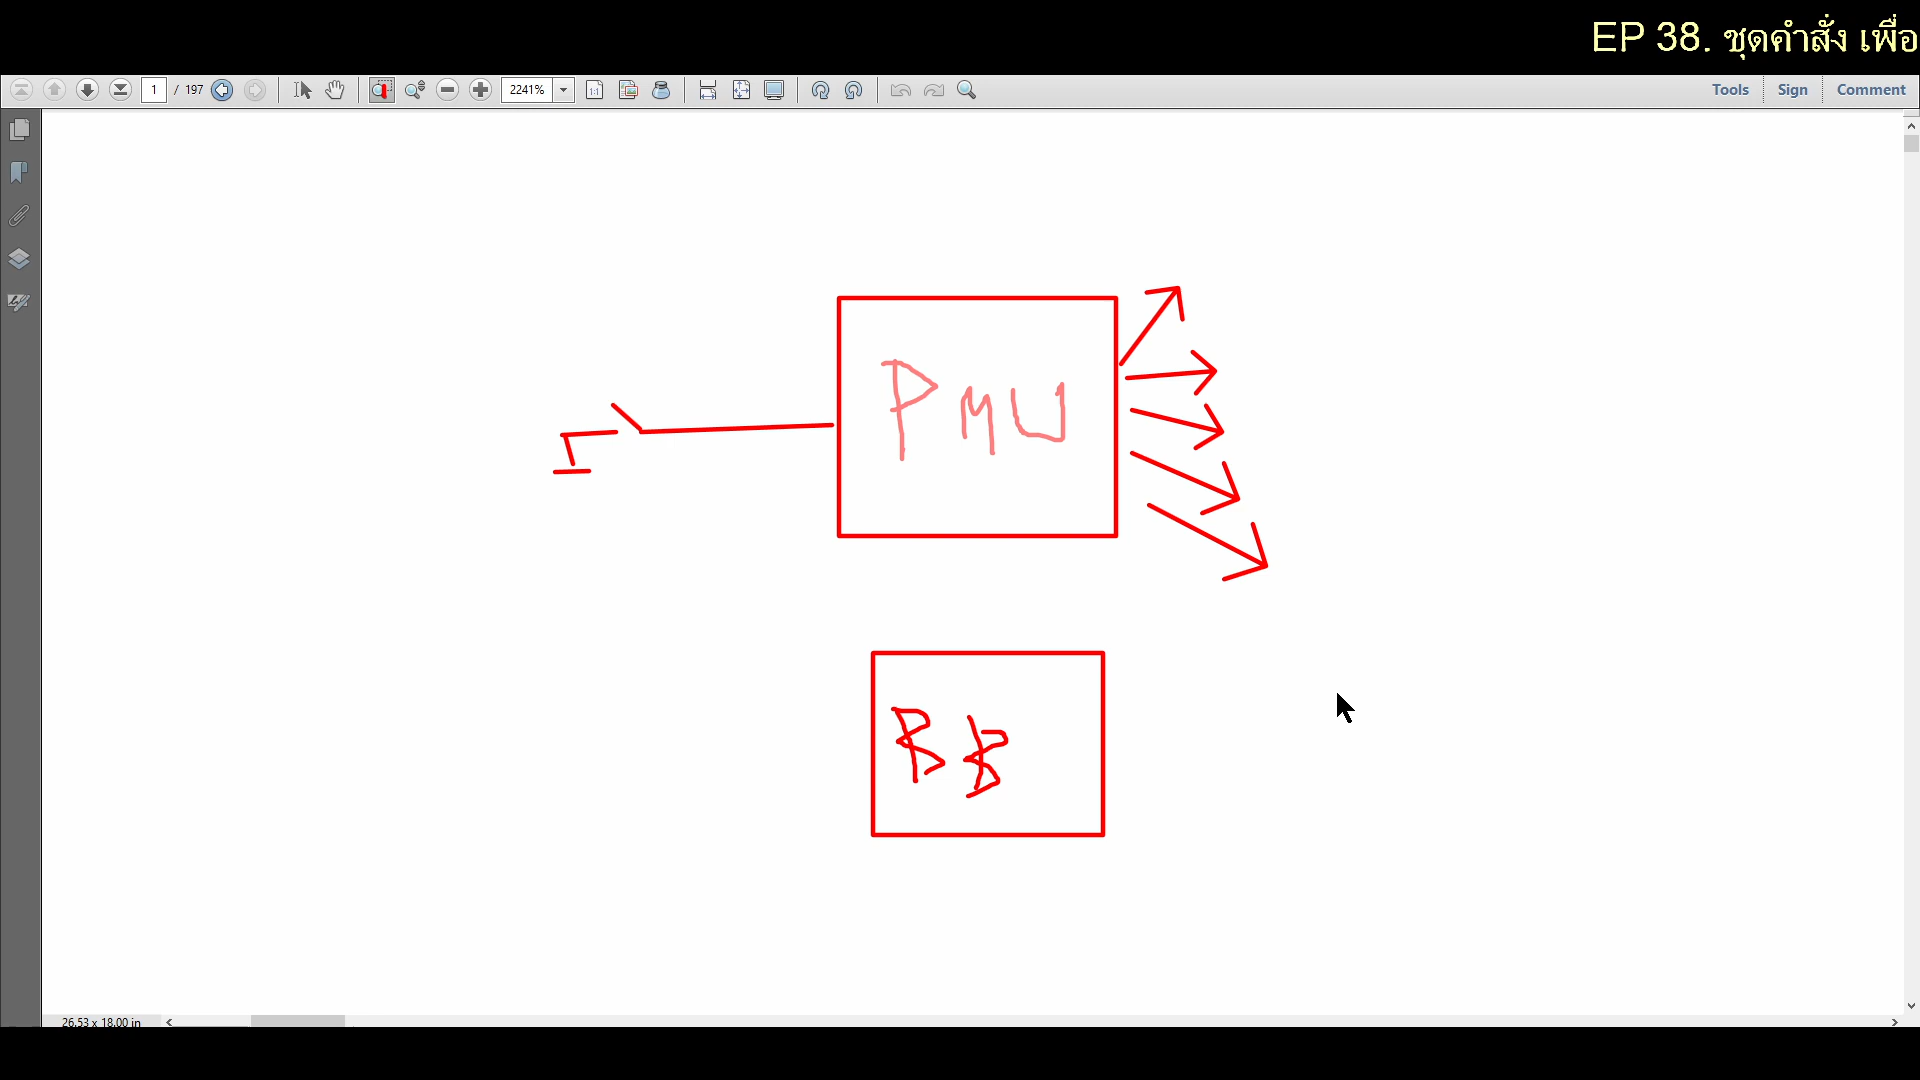 EP 38. ชุดคำสั่ง เพื่อ
1 / 197 2241% Tools Sign Comment
PMU
BB
26.53 x 18.00 in